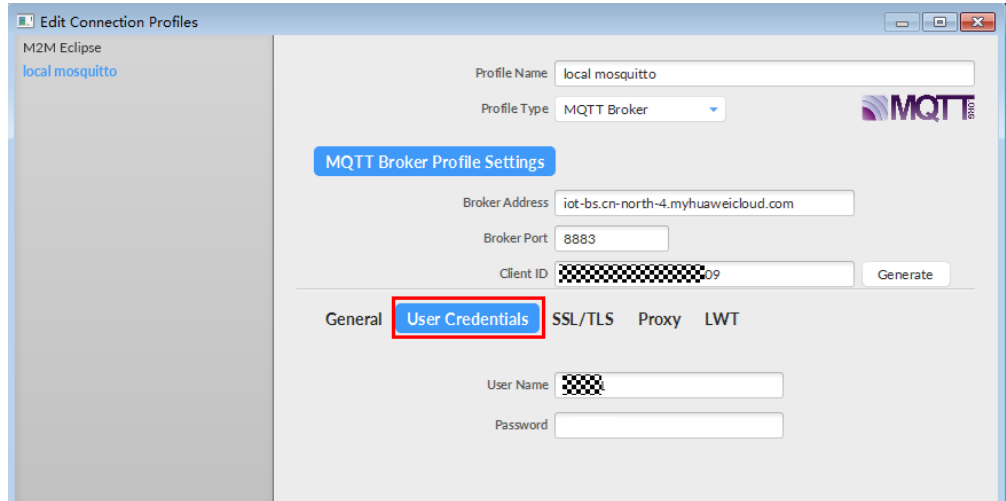 Edit Connection Profiles
M2M Eclipse
local mosquitto
Profile Name local mosquitto
Profile Type MQTT Broker
MQTT.ORG
MQTT Broker Profile Settings
Broker Address iot-bs.cn-north-4.myhuaweicloud.com
Broker Port 8883
Client ID 09 Generate
General User Credentials SSL/TLS Proxy LWT
User Name 1
Password